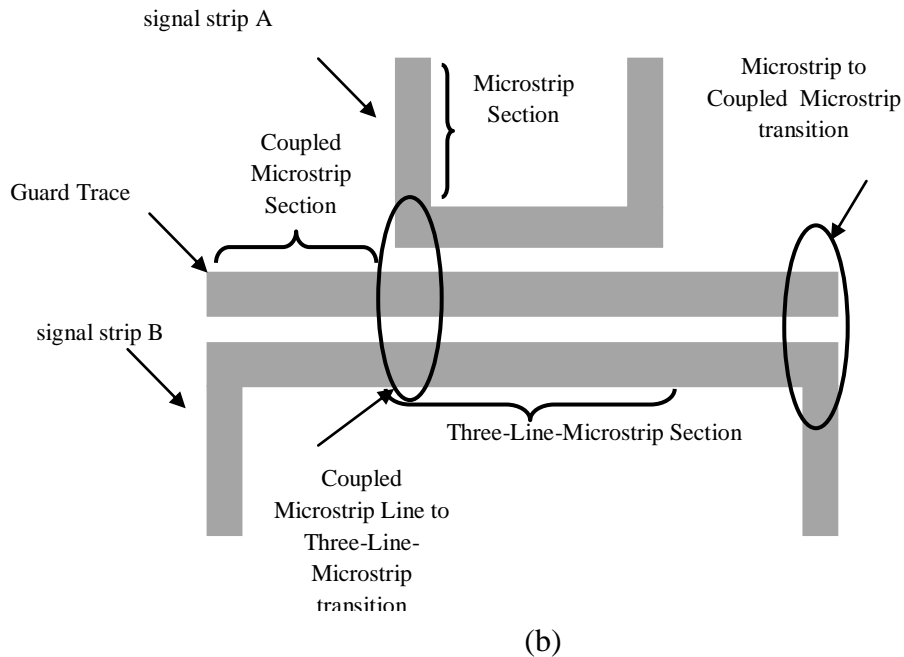 signal strip A
Microstrip
Section
Microstrip to
Coupled Microstrip
transition
Coupled
Microstrip
Section
Guard Trace
signal strip B
Three-Line-Microstrip Section
Coupled
Microstrip Line to
Three-Line-
Microstrip
transition
(b)